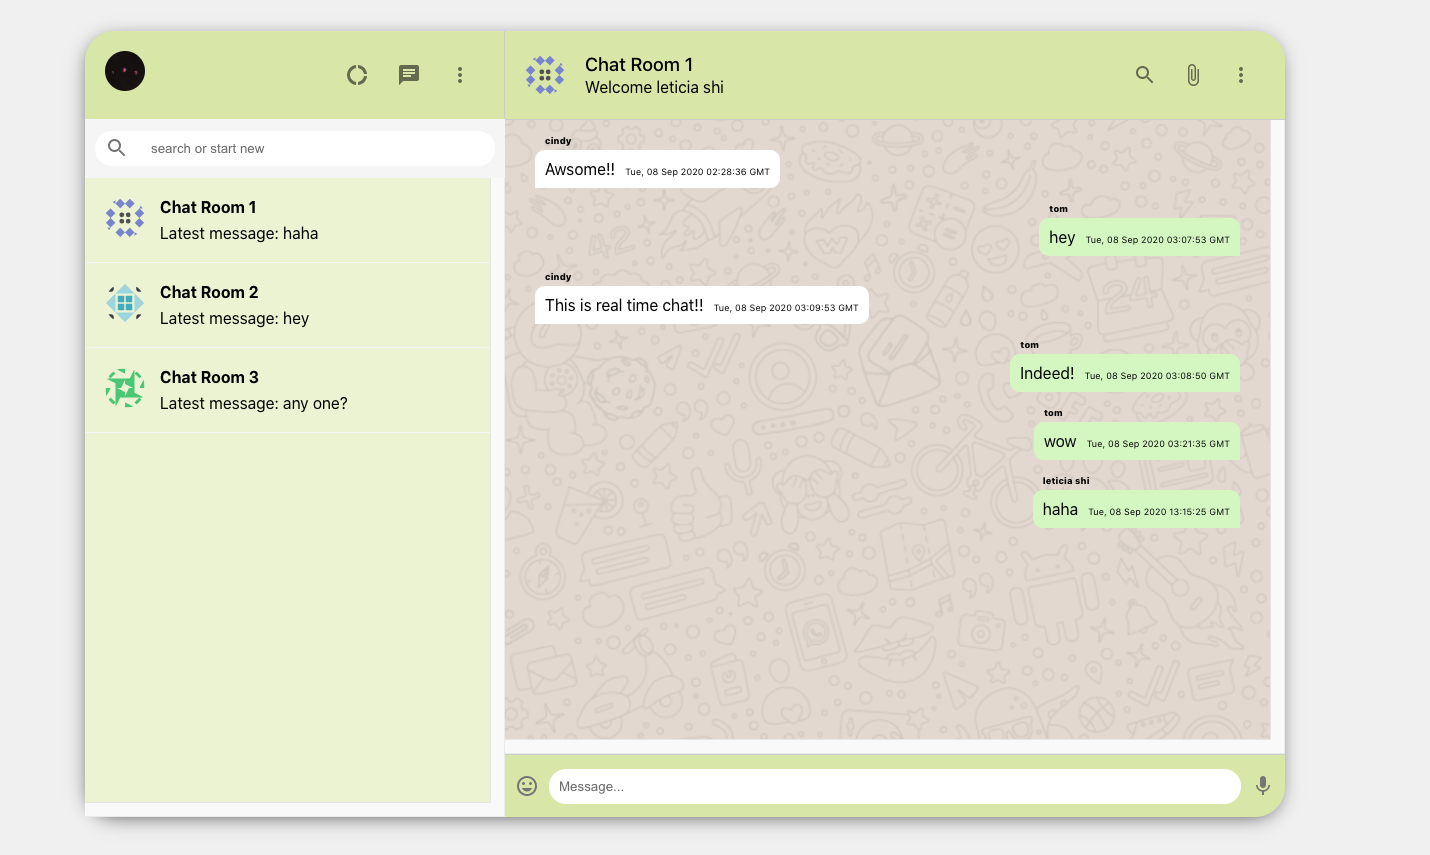 Chat Room 1
Welcome leticia shi
search or start new
Chat Room 1
Latest message: haha
Chat Room 2
Latest message: hey
Chat Room 3
Latest message: any one?
cindy
Awsome!! Tue, 08 Sep 2020 02:28:36 GMT
tom
hey Tue, 08 Sep 2020 03:07:53 GMT
cindy
This is real time chat!! Tue, 08 Sep 2020 03:09:53 GMT
tom
Indeed! Tue, 08 Sep 2020 03:08:50 GMT
tom
wow Tue, 08 Sep 2020 03:21:35 GMT
leticia shi
haha Tue, 08 Sep 2020 13:15:25 GMT
Message...